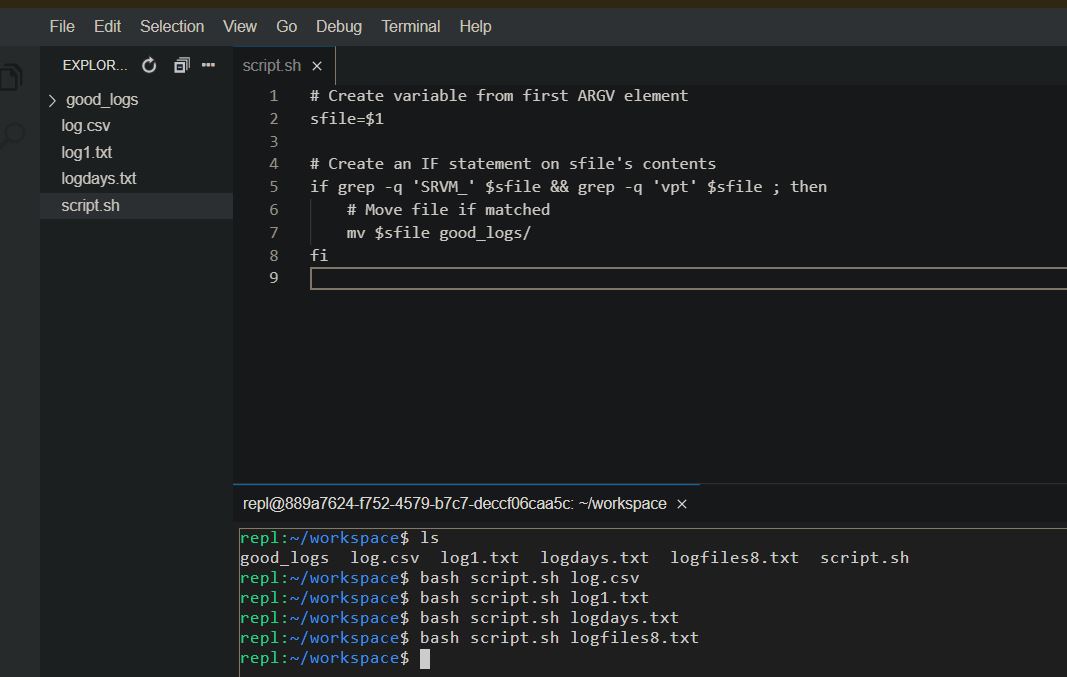 File Edit Selection View Go Debug Terminal Help
EXPLOR...
good_logs
log.csv
log1.txt
logdays.txt
script.sh
script.sh ×
1 # Create variable from first ARGV element
2 sfile=$1
3
4 # Create an IF statement on sfile's contents
5 if grep -q 'SRVM_' $sfile && grep -q 'vpt' $sfile ; then
6     # Move file if matched
7     mv $sfile good_logs/
8 fi
9
repl@889a7624-f752-4579-b7c7-deccf06caa5c: ~/workspace ×
repl:~/workspace$ ls
good_logs  log.csv  log1.txt  logdays.txt  logfiles8.txt  script.sh
repl:~/workspace$ bash script.sh log.csv
repl:~/workspace$ bash script.sh log1.txt
repl:~/workspace$ bash script.sh logdays.txt
repl:~/workspace$ bash script.sh logfiles8.txt
repl:~/workspace$